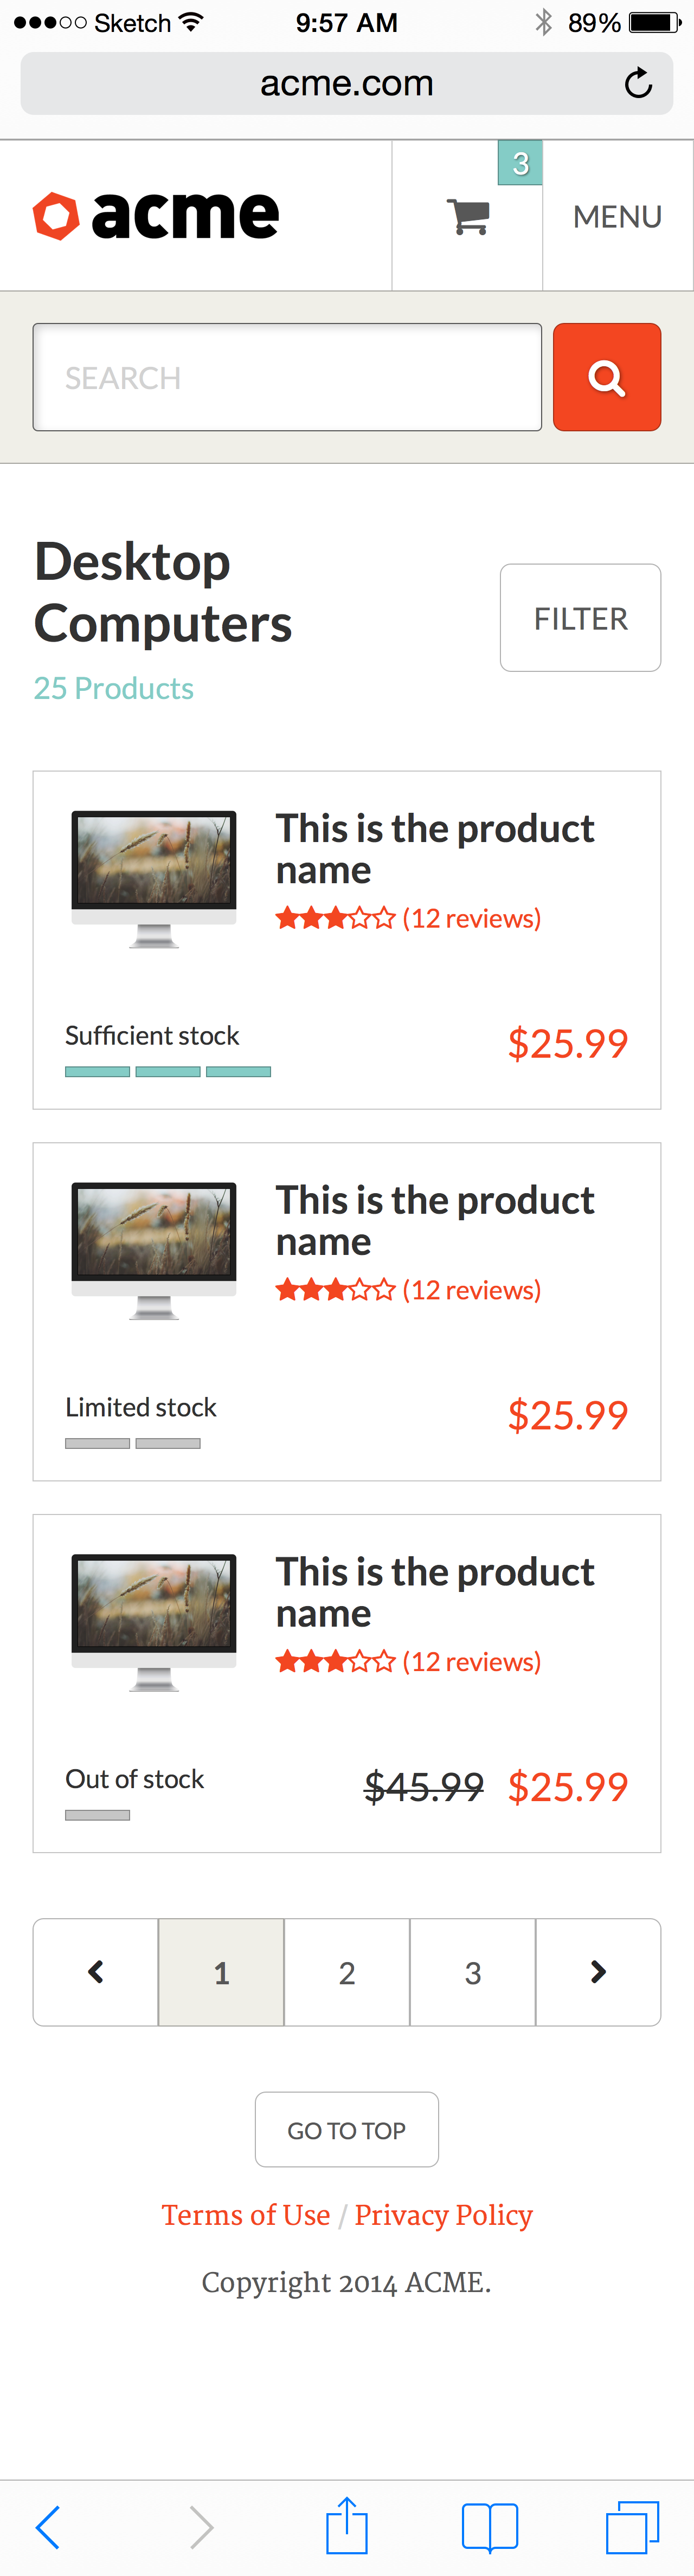 Sketch 9:57 AM 89%
acme.com
acme 3 MENU
SEARCH
Desktop
Computers
FILTER
25 Products
This is the product
name
(12 reviews)
Sufficient stock $25.99
This is the product
name
(12 reviews)
Limited stock $25.99
This is the product
name
(12 reviews)
Out of stock $45.99 $25.99
1 2 3
GO TO TOP
Terms of Use / Privacy Policy
Copyright 2014 ACME.